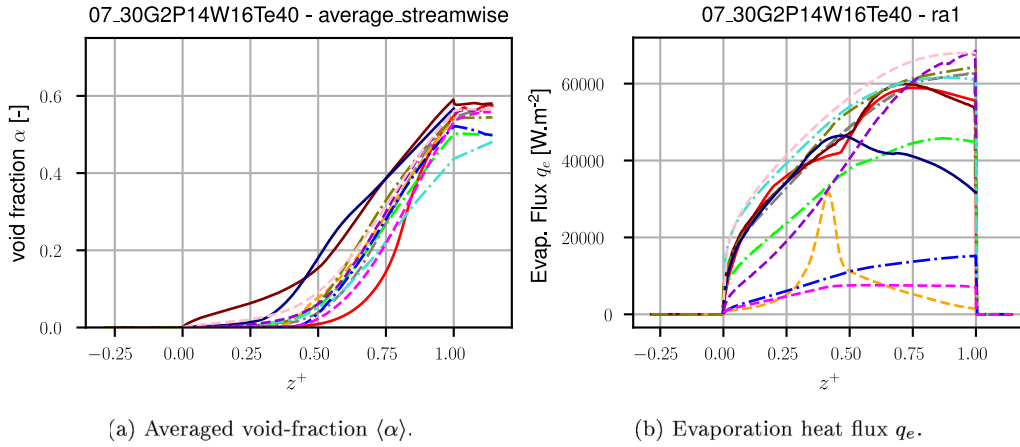 07_30G2P14W16Te40 - average_streamwise
void fraction α [-]
0.6
0.4
0.2
0.0
−0.25 0.00 0.25 0.50 0.75 1.00
z+
(a) Averaged void-fraction ⟨α⟩.
07_30G2P14W16Te40 - ra1
Evap. Flux qe [W.m-2]
60000
40000
20000
0
−0.25 0.00 0.25 0.50 0.75 1.00
z+
(b) Evaporation heat flux qe.